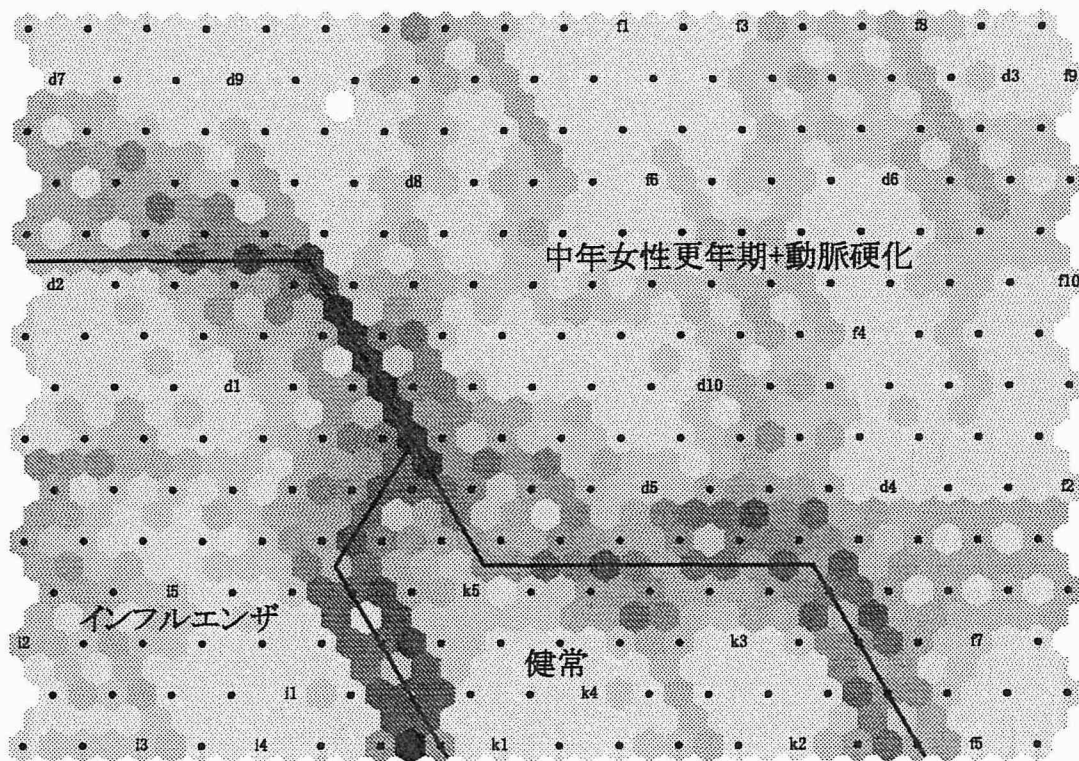 f1 f3 f8
d7 d9 d3 f9
d8 f6 d6
中年女性更年期+動脈硬化
d2 f10
f4
d1 d10
d5 d4 f2
i5 k5
インフルエンザ
i2 k3 f7
健常
i1 k4
i3 i4 k1 k2 f5